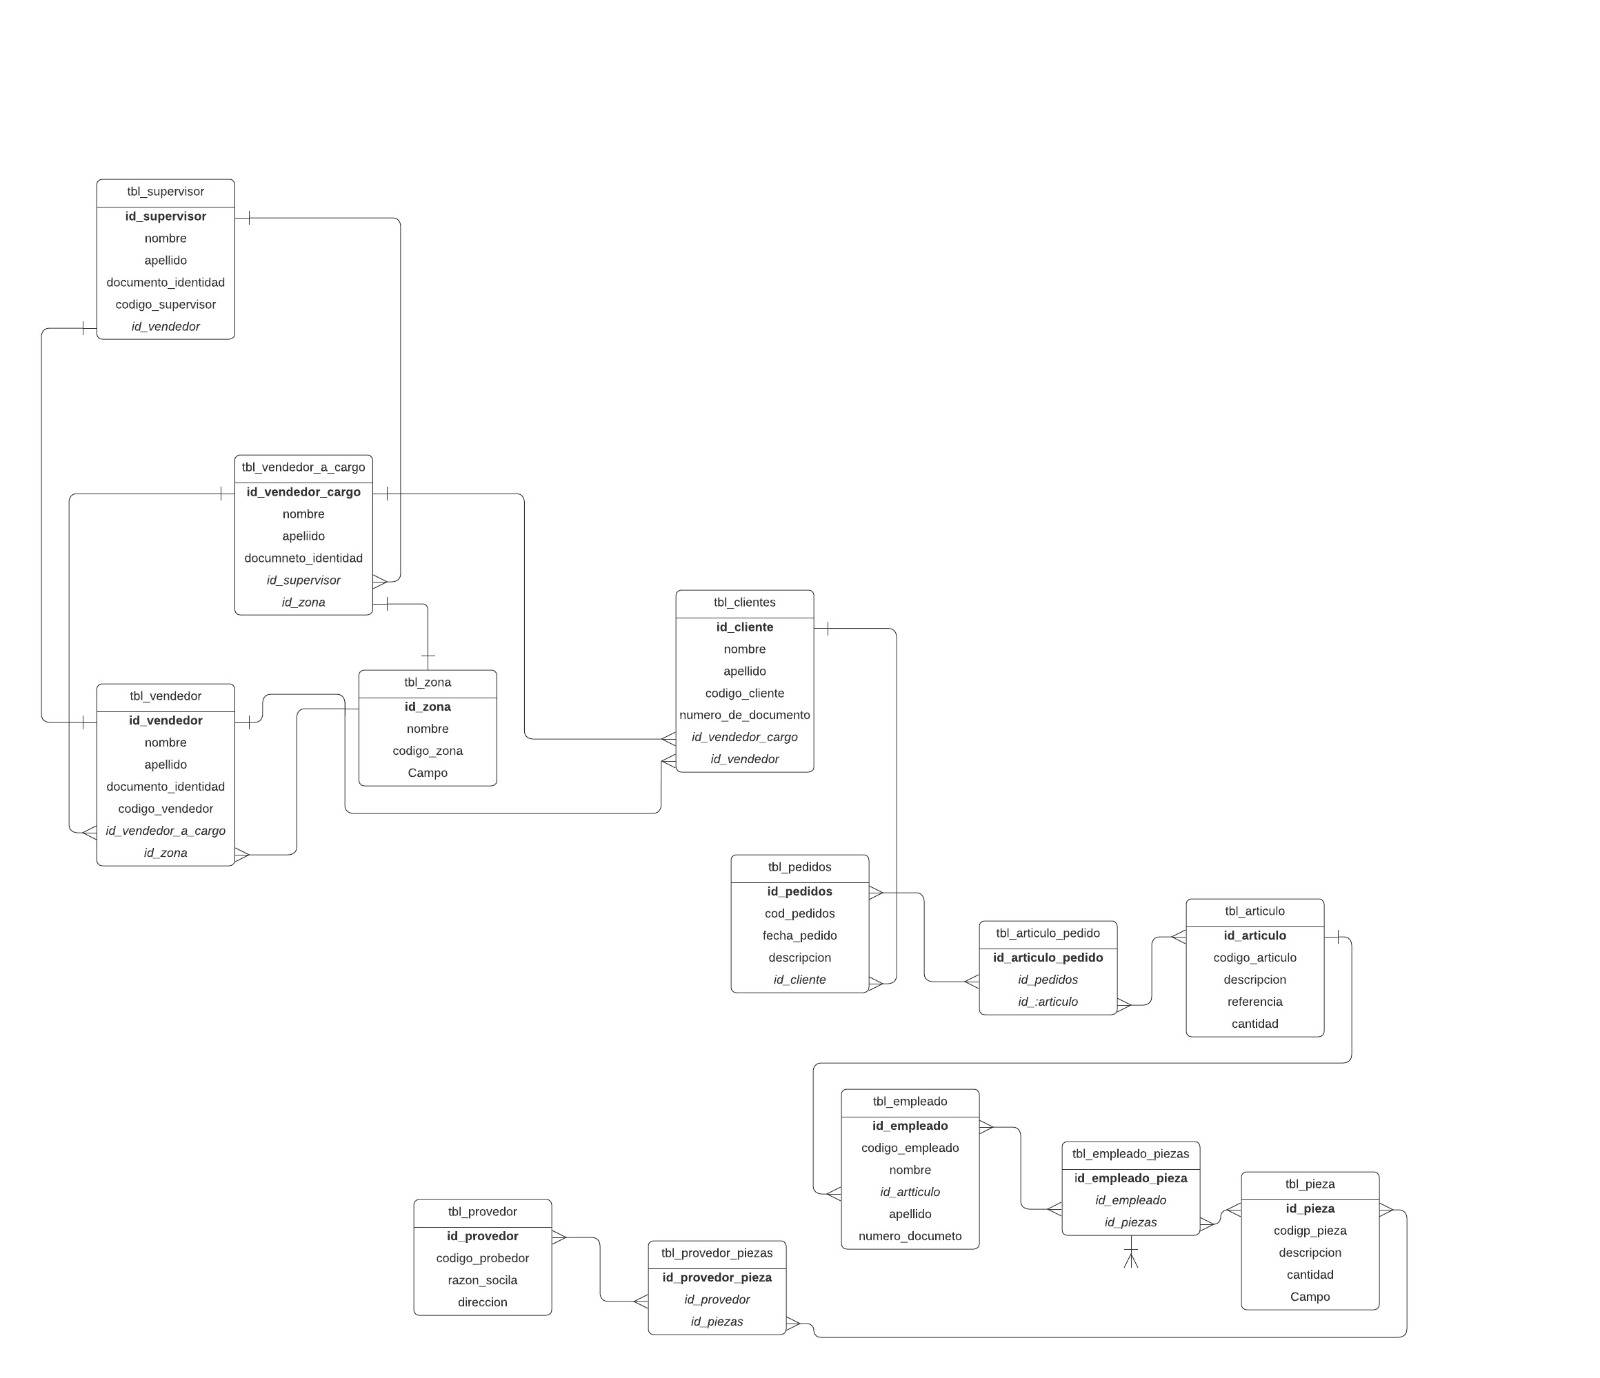 tbl_supervisor
id_supervisor
nombre
apellido
documento_identidad
codigo_supervisor
id_vendedor
tbl_vendedor_a_cargo
id_vendedor_cargo
nombre
apeliido
documneto_identidad
id_supervisor
id_zona
tbl_vendedor
id_vendedor
nombre
apellido
documento_identidad
codigo_vendedor
id_vendedor_a_cargo
id_zona
tbl_zona
id_zona
nombre
codigo_zona
Campo
tbl_clientes
id_cliente
nombre
apellido
codigo_cliente
numero_de_documento
id_vendedor_cargo
id_vendedor
tbl_pedidos
id_pedidos
cod_pedidos
fecha_pedido
descripcion
id_cliente
tbl_articulo_pedido
id_articulo_pedido
id_pedidos
id_:articulo
tbl_articulo
id_articulo
codigo_articulo
descripcion
referencia
cantidad
tbl_empleado
id_empleado
codigo_empleado
nombre
id_artticulo
apellido
numero_documeto
tbl_empleado_piezas
id_empleado_pieza
id_empleado
id_piezas
tbl_pieza
id_pieza
codigp_pieza
descripcion
cantidad
Campo
tbl_provedor
id_provedor
codigo_probedor
razon_socila
direccion
tbl_provedor_piezas
id_provedor_pieza
id_provedor
id_piezas